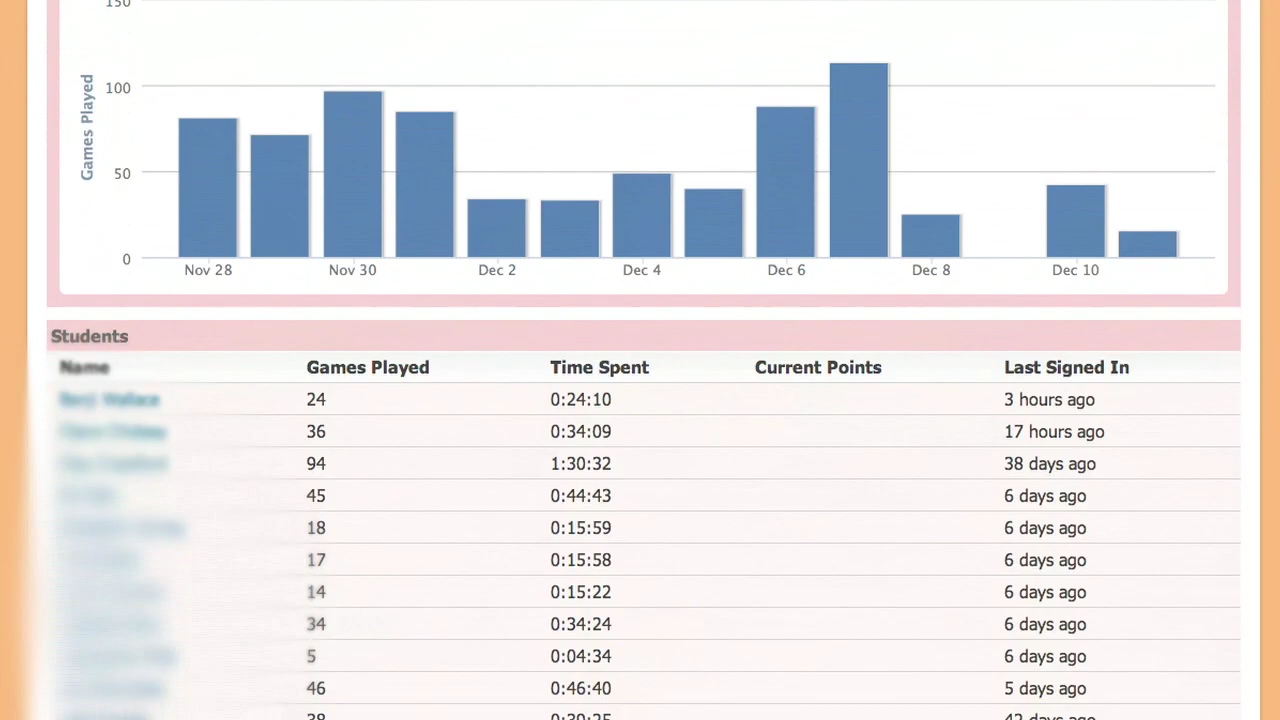 150
Games Played
100
50
0
Nov 28 Nov 30 Dec 2 Dec 4 Dec 6 Dec 8 Dec 10
Students
Name Games Played Time Spent Current Points Last Signed In
24 0:24:10 3 hours ago
36 0:34:09 17 hours ago
94 1:30:32 38 days ago
45 0:44:43 6 days ago
18 0:15:59 6 days ago
17 0:15:58 6 days ago
14 0:15:22 6 days ago
34 0:34:24 6 days ago
5 0:04:34 6 days ago
46 0:46:40 5 days ago
days ago